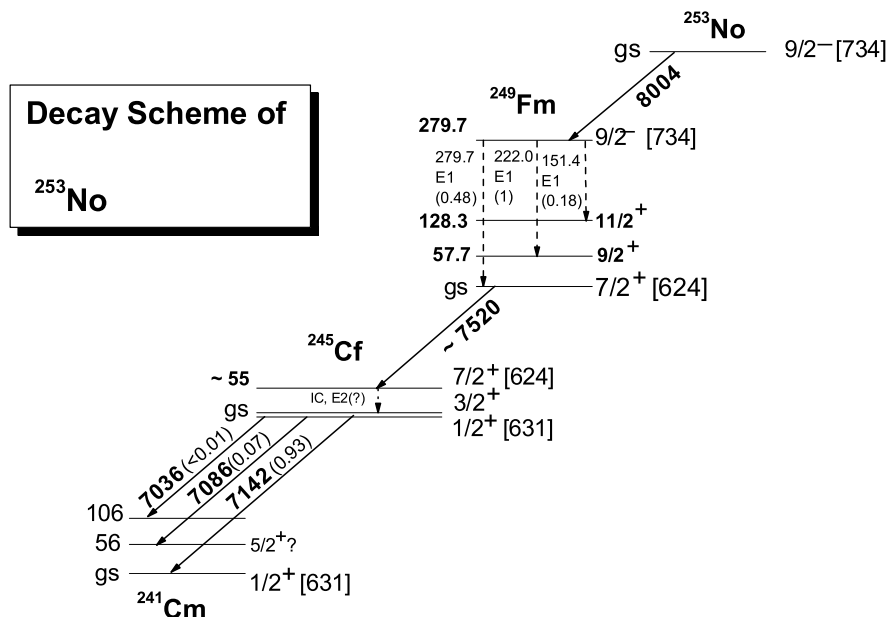 ²⁵³No
gs 9/2⁻ [734]
8004
Decay Scheme of
²⁵³No
²⁴⁹Fm
279.7 9/2⁻ [734]
279.7 222.0 151.4
E1 E1 E1
(0.48) (1) (0.18)
128.3 11/2⁺
57.7 9/2⁺
gs 7/2⁺ [624]
~ 7520
²⁴⁵Cf
~ 55 7/2⁺ [624]
IC, E2(?)
gs 3/2⁺
1/2⁺ [631]
7036 (<0.01)
7086 (0.07)
7142 (0.93)
106
56 5/2⁺?
gs 1/2⁺ [631]
²⁴¹Cm